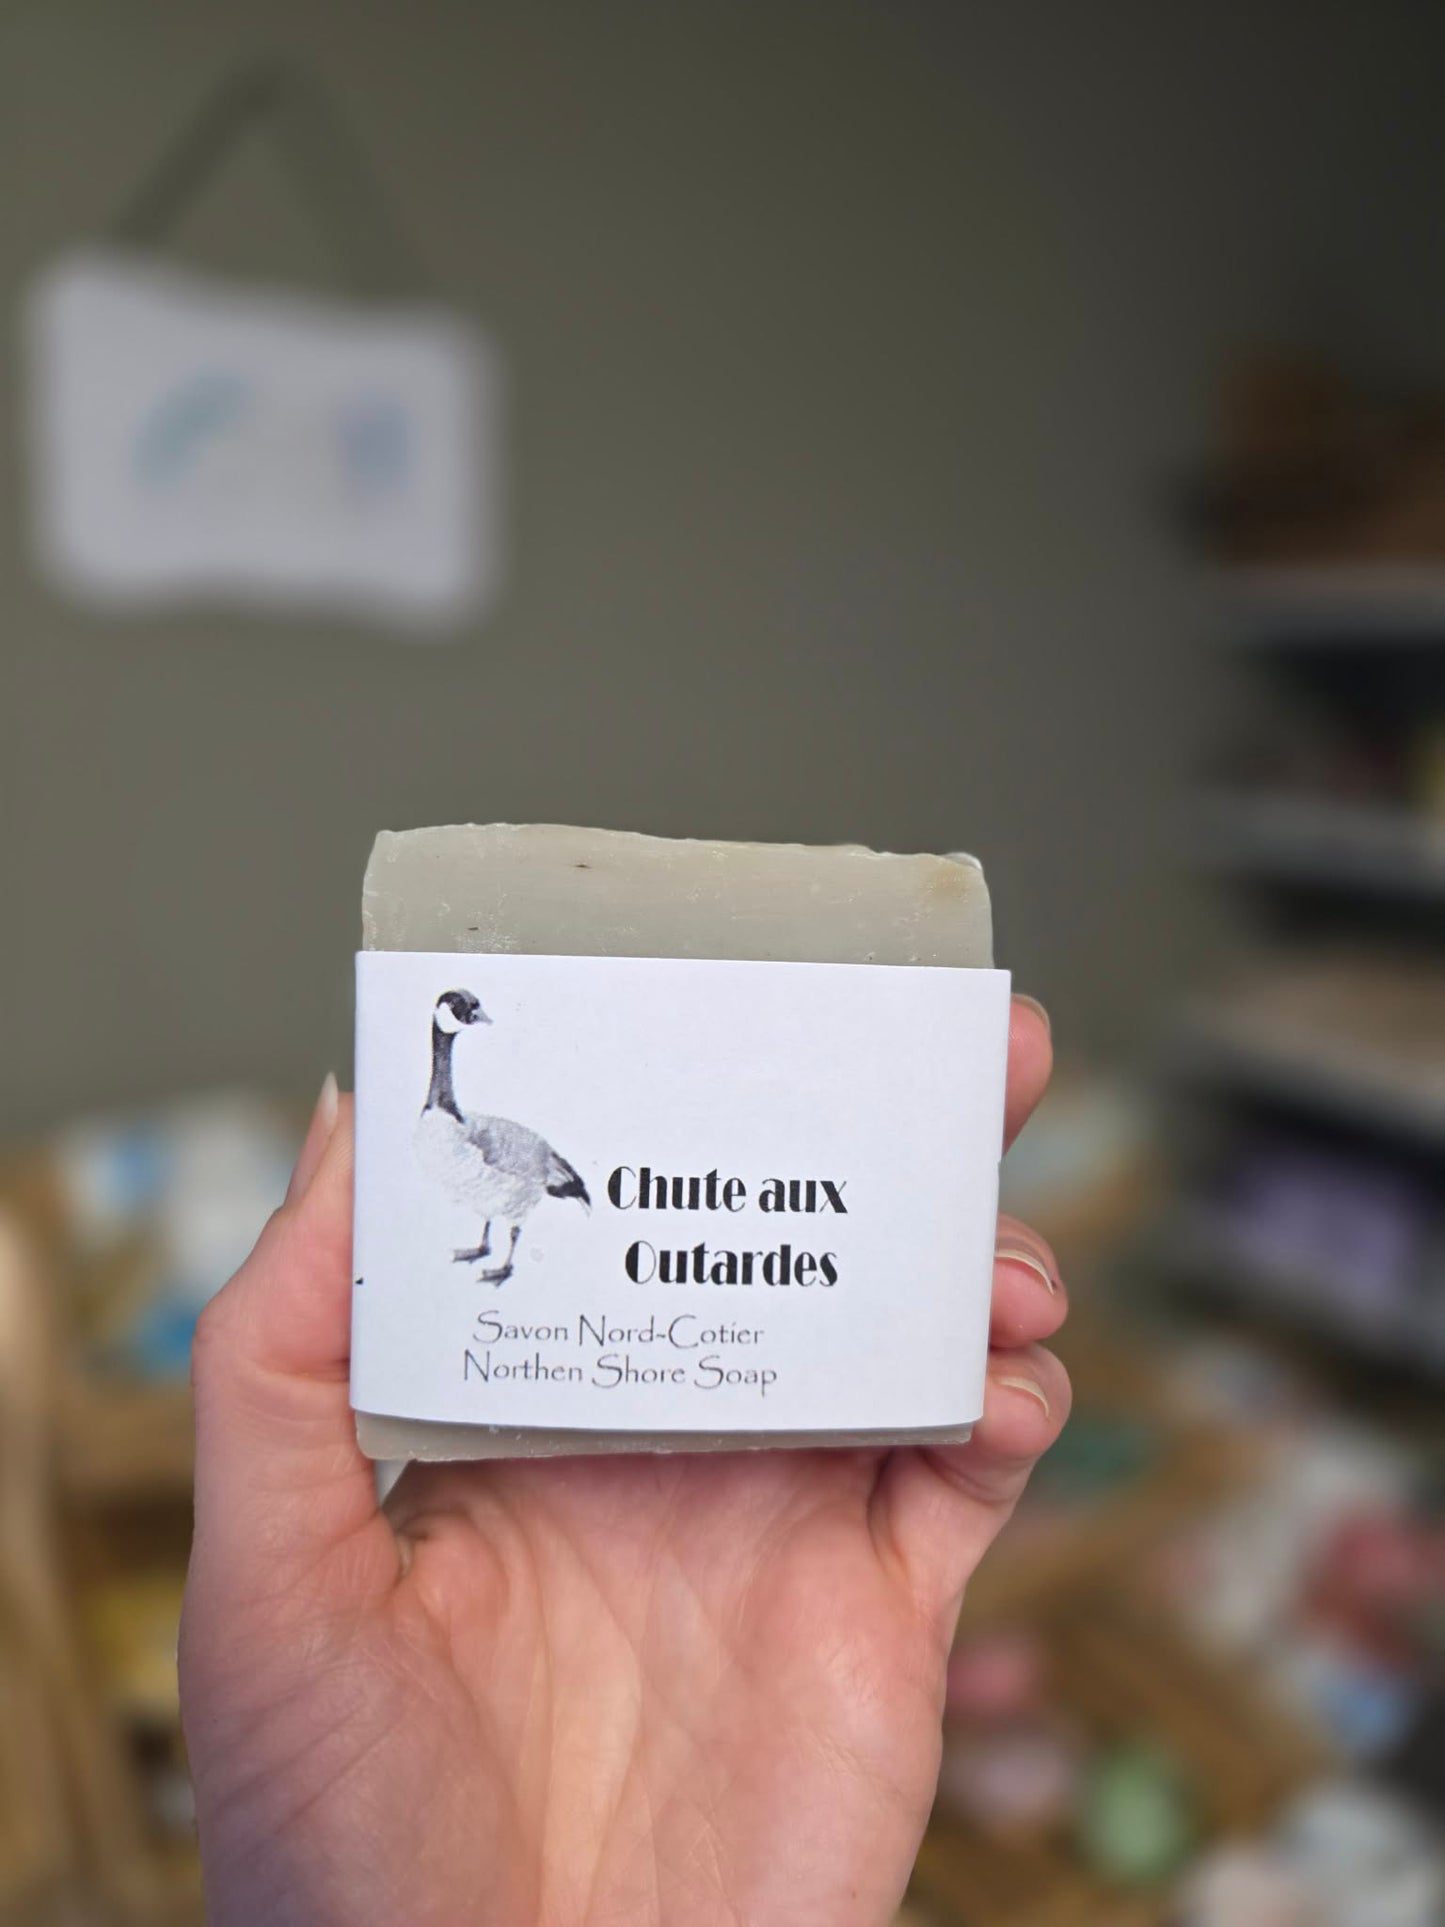 Chute aux
Outardes
Savon Nord-Cotier
Northen Shore Soap